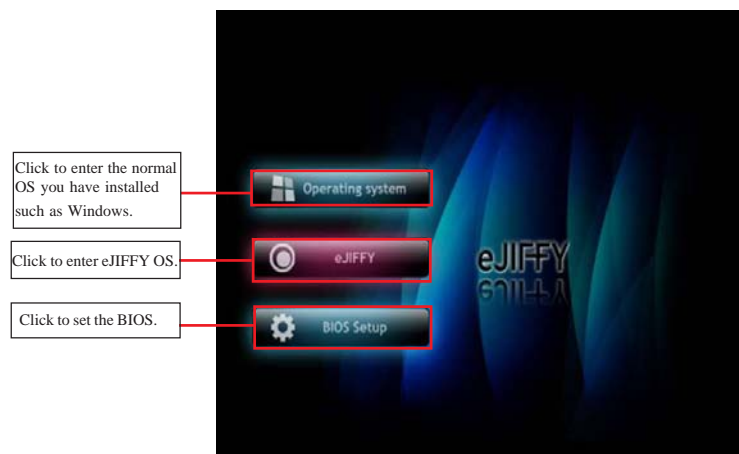 Click to enter the normal
OS you have installed
such as Windows.
Operating system
Click to enter eJIFFY OS.
eJIFFY
eJIFFY
Click to set the BIOS.
BIOS Setup